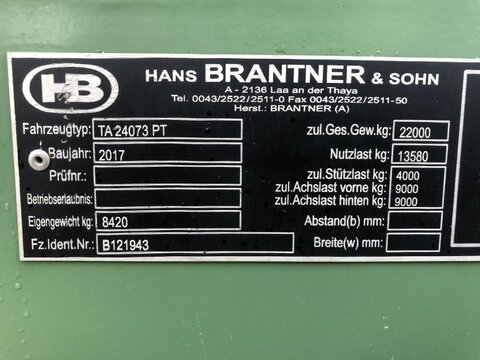 HB
HANS BRANTNER & SOHN
A - 2136 Laa an der Thaya
Tel. 0043/2522/2511-0 Fax 0043/2522/2511-50
Herst.: BRANTNER (A)
Fahrzeugtyp: TA 24073 PT
Baujahr: 2017
Prüfnr.:
Betriebserlaubnis:
Eigengewicht kg: 8420
Fz.Ident.Nr.: B121943
zul.Ges.Gew.kg: 22000
Nutzlast kg: 13580
zul.Stützlast kg: 4000
zul.Achslast vorne kg: 9000
zul.Achslast hinten kg: 9000
Abstand(b) mm:
Breite(w) mm: